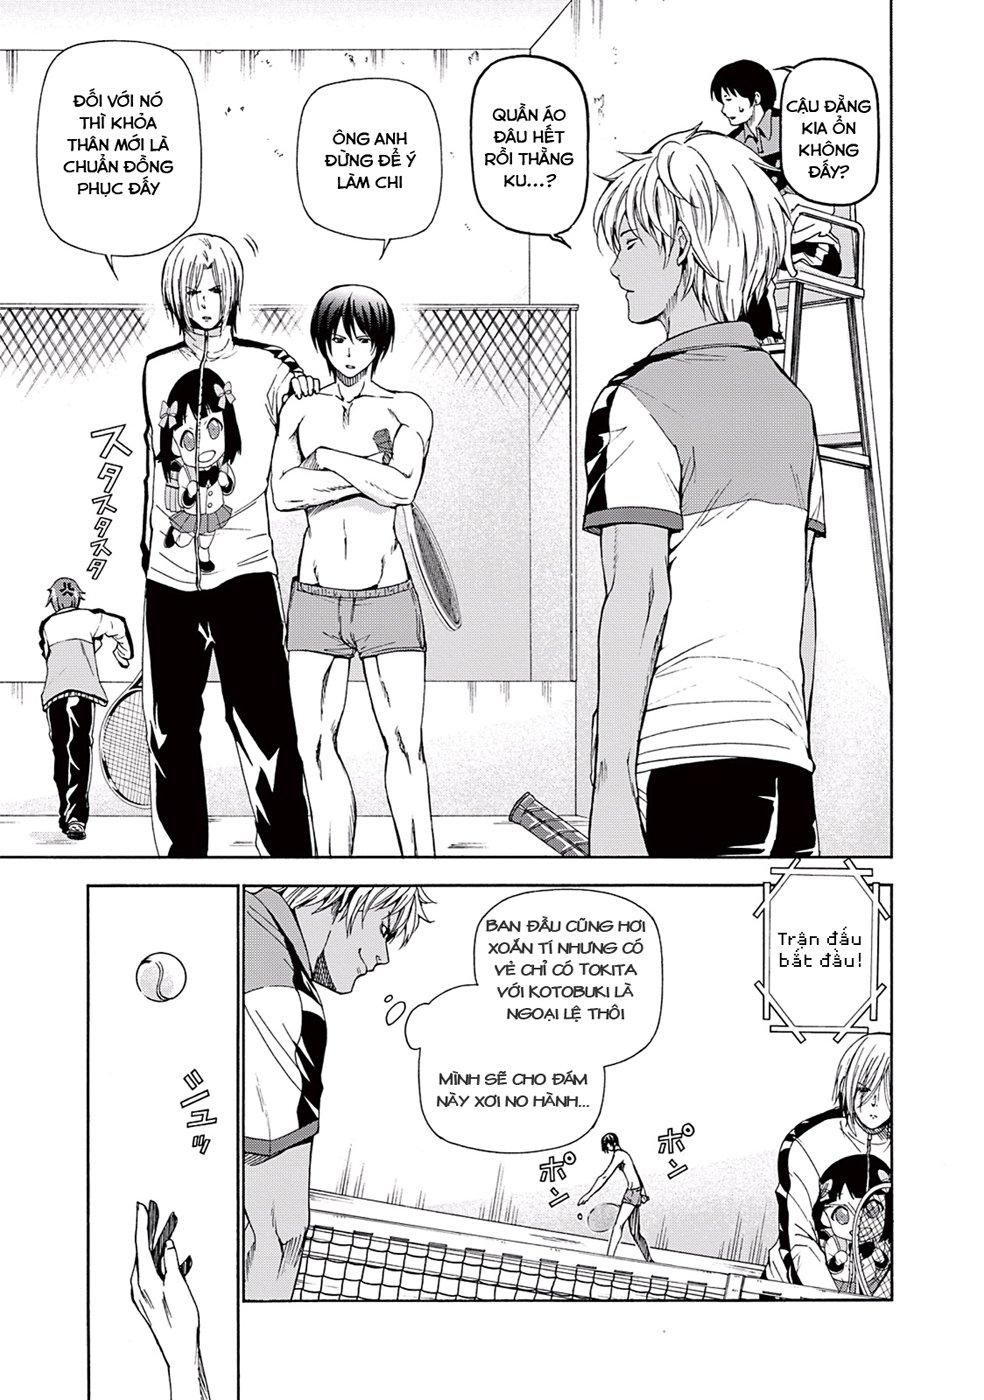 CẬU ĐẰNG
KIA ỔN
KHÔNG
ĐẤY?
QUẦN ÁO
ĐÂU HẾT
RỒI THẰNG
KU...?
ÔNG ANH
ĐỪNG ĐỂ Ý
LÀM CHI
ĐỐI VỚI NÓ
THÌ KHỎA
THÂN MỚI LÀ
CHUẨN ĐỒNG
PHỤC ĐẤY
スタスタスタスタ
Trận đấu
bắt đầu!
BAN ĐẦU CŨNG HƠI
XOẮN TÍ NHƯNG CÓ
VẺ CHỈ CÓ TOKITA
VỚI KOTOBUKI LÀ
NGOẠI LỆ THÔI
MÌNH SẼ CHO ĐÁM
NÀY XƠI NO HÀNH...
ポン
ポン
シュッ